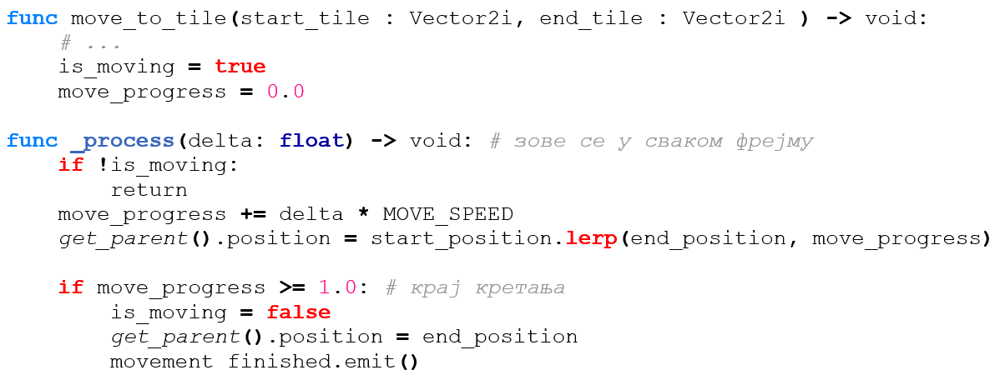 func move_to_tile(start_tile : Vector2i, end_tile : Vector2i ) -> void:
    # ...
    is_moving = true
    move_progress = 0.0

func _process(delta: float) -> void: # зове се у сваком фрејму
    if !is_moving:
        return
    move_progress += delta * MOVE_SPEED
    get_parent().position = start_position.lerp(end_position, move_progress)

    if move_progress >= 1.0: # крај кретања
        is_moving = false
        get_parent().position = end_position
        movement_finished.emit()